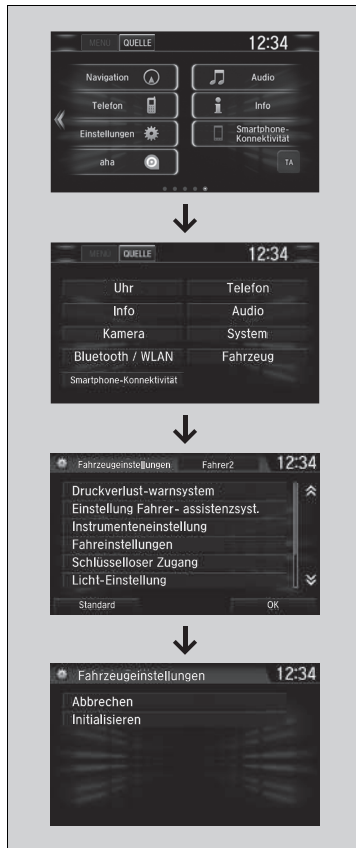 MENU QUELLE 12:34
Navigation Audio
Telefon Info
Einstellungen Smartphone-
Konnektivität
aha TA
MENU QUELLE 12:34
Uhr Telefon
Info Audio
Kamera System
Bluetooth / WLAN Fahrzeug
Smartphone-Konnektivität
Fahrzeugeinstellungen Fahrer2 12:34
Druckverlust-warnsystem
Einstellung Fahrer- assistenzsyst.
Instrumenteneinstellung
Fahreinstellungen
Schlüsselloser Zugang
Licht-Einstellung
Standard OK
Fahrzeugeinstellungen 12:34
Abbrechen
Initialisieren